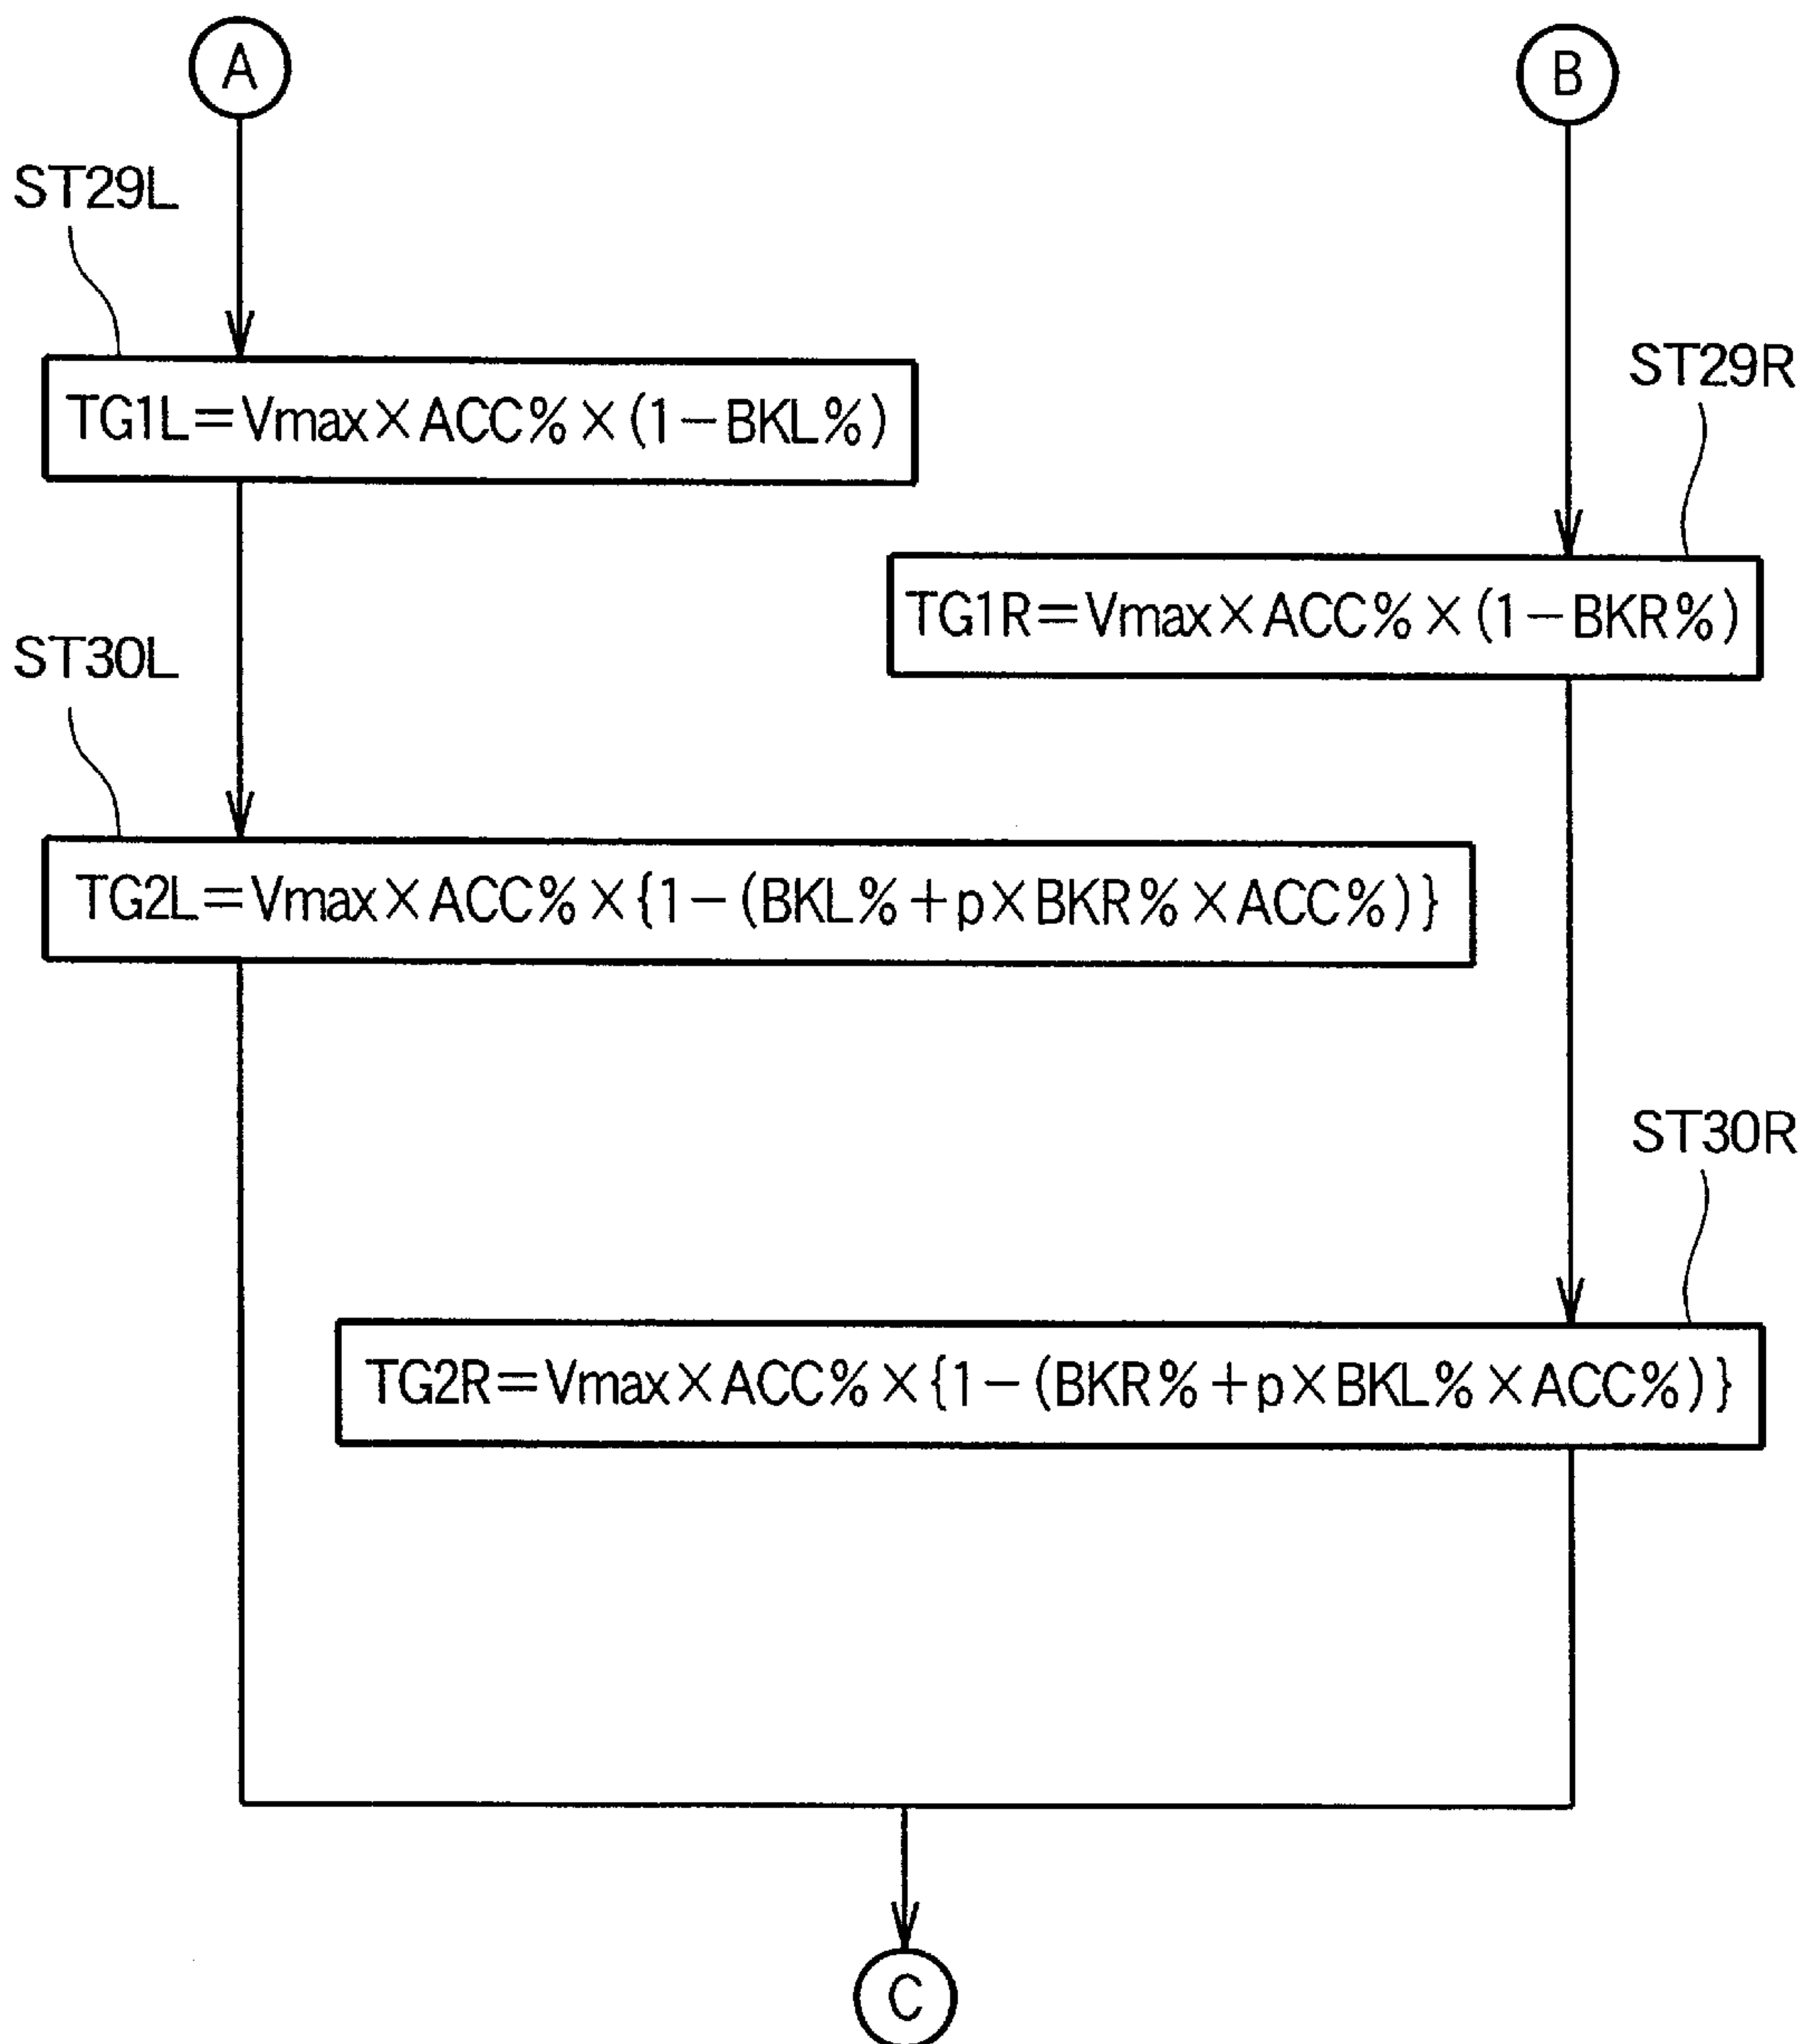 A
B
ST29L
TG1L=Vmax×ACC%×(1−BKL%)
ST29R
TG1R=Vmax×ACC%×(1−BKR%)
ST30L
TG2L=Vmax×ACC%×{1−(BKL%+p×BKR%×ACC%)}
ST30R
TG2R=Vmax×ACC%×{1−(BKR%+p×BKL%×ACC%)}
C